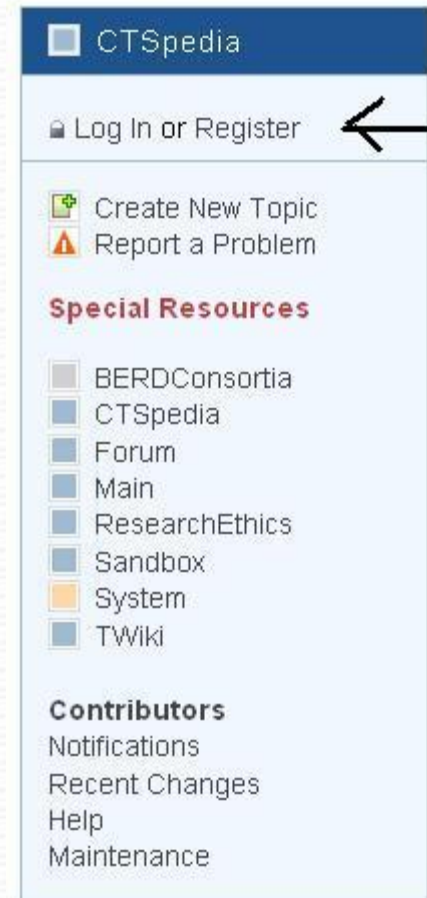 CTSpedia
Log In or Register
Create New Topic
Report a Problem
Special Resources
BERDConsortia
CTSpedia
Forum
Main
ResearchEthics
Sandbox
System
TWiki
Contributors
Notifications
Recent Changes
Help
Maintenance